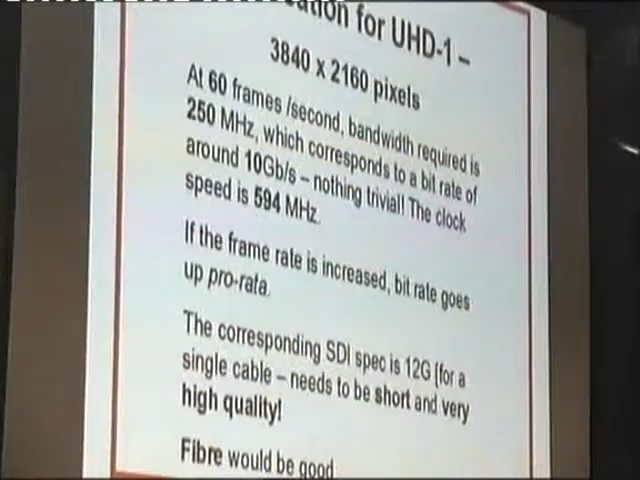 for UHD-1 –
3840 x 2160 pixels
At 60 frames /second, bandwidth required is
250 MHz, which corresponds to a bit rate of
around 10Gb/s – nothing trivial! The clock
speed is 594 MHz.
If the frame rate is increased, bit rate goes
up pro-rata.
The corresponding SDI spec is 12G (for a
single cable – needs to be short and very
high quality!
Fibre would be good